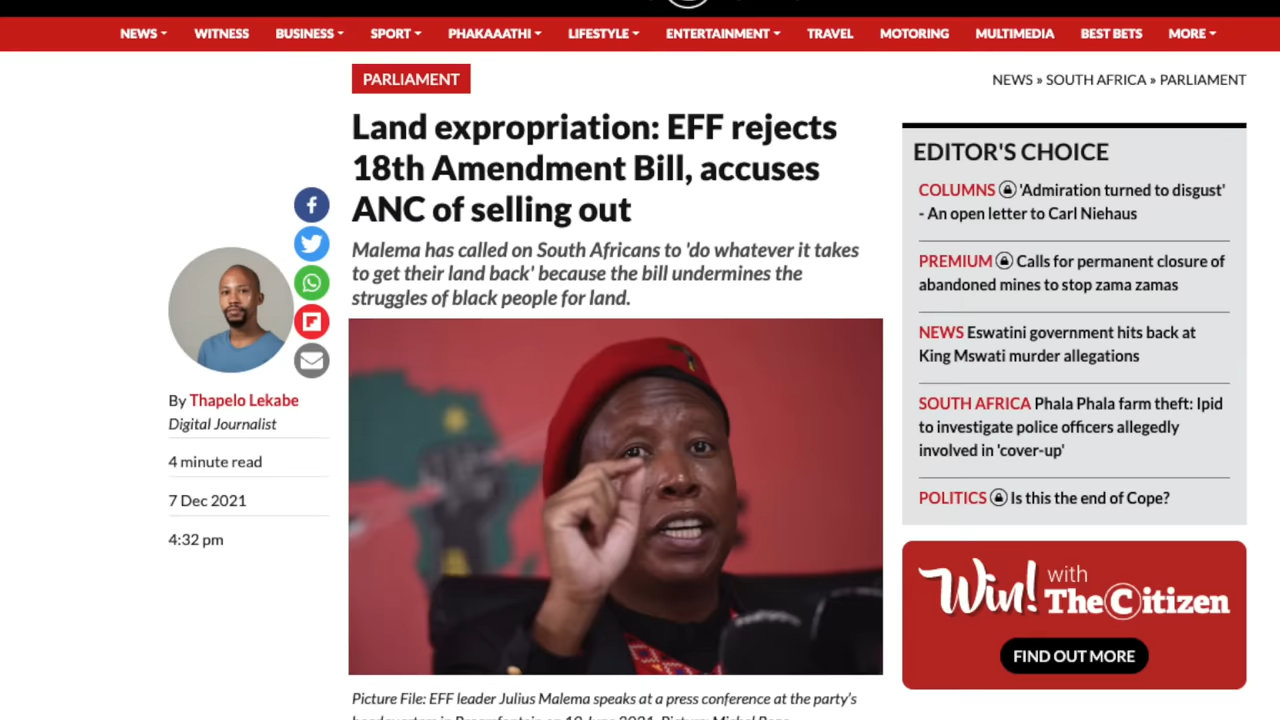 NEWS WITNESS BUSINESS SPORT PHAKAAATHI LIFESTYLE ENTERTAINMENT TRAVEL MOTORING MULTIMEDIA BEST BETS MORE
PARLIAMENT
NEWS » SOUTH AFRICA » PARLIAMENT
Land expropriation: EFF rejects
18th Amendment Bill, accuses
ANC of selling out
Malema has called on South Africans to 'do whatever it takes
to get their land back' because the bill undermines the
struggles of black people for land.
By Thapelo Lekabe
Digital Journalist
4 minute read
7 Dec 2021
4:32 pm
Picture File: EFF leader Julius Malema speaks at a press conference at the party's
EDITOR'S CHOICE
COLUMNS 'Admiration turned to disgust'
- An open letter to Carl Niehaus
PREMIUM Calls for permanent closure of
abandoned mines to stop zama zamas
NEWS Eswatini government hits back at
King Mswati murder allegations
SOUTH AFRICA Phala Phala farm theft: Ipid
to investigate police officers allegedly
involved in 'cover-up'
POLITICS Is this the end of Cope?
Win! with
The Citizen
FIND OUT MORE